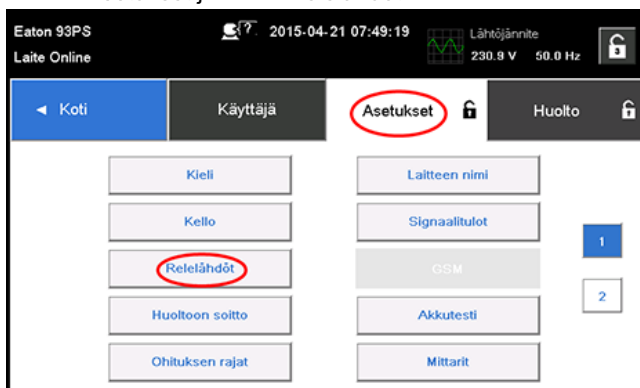 Eaton 93PS
Laite Online
? 2015-04-21 07:49:19
Lähtöjännite
230.9 V 50.0 Hz
3
◄ Koti
Käyttäjä
Asetukset
Huolto
Kieli
Laitteen nimi
Kello
Signaalitulot
Relelähdöt
GSM
Huoltoon soitto
Akkutesti
Ohituksen rajat
Mittarit
1
2